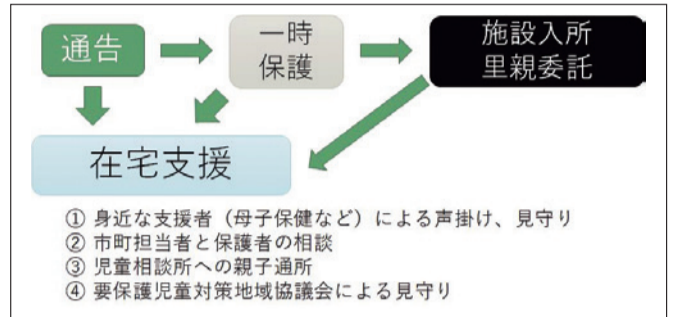 通告
一時
保護
施設入所
里親委託
在宅支援
① 身近な支援者（母子保健など）による声掛け、見守り
② 市町担当者と保護者の相談
③ 児童相談所への親子通所
④ 要保護児童対策地域協議会による見守り